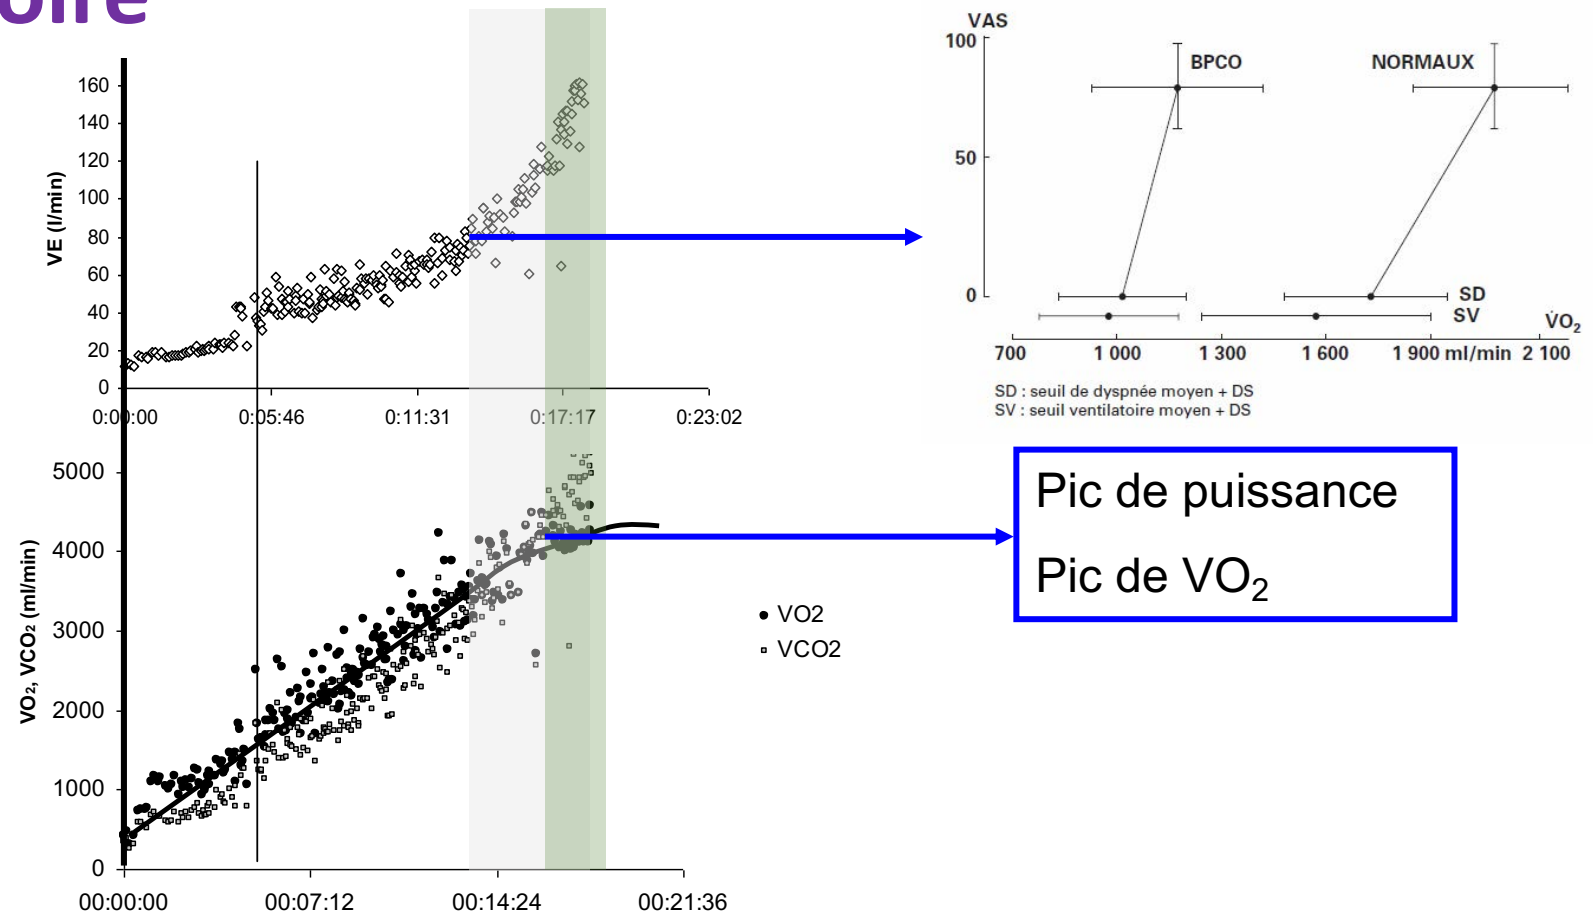 oire
VE (l/min)
160
140
120
100
80
60
40
20
0
0:00:00 0:05:46 0:11:31 0:17:17 0:23:02
VAS
100
50
0
BPCO
NORMAUX
SD
SV
V̇O₂
700 1 000 1 300 1 600 1 900 ml/min 2 100
SD : seuil de dyspnée moyen + DS
SV : seuil ventilatoire moyen + DS
VO₂, VCO₂ (ml/min)
5000
4000
3000
2000
1000
0
00:00:00 00:07:12 00:14:24 00:21:36
VO2
VCO2
Pic de puissance
Pic de VO₂